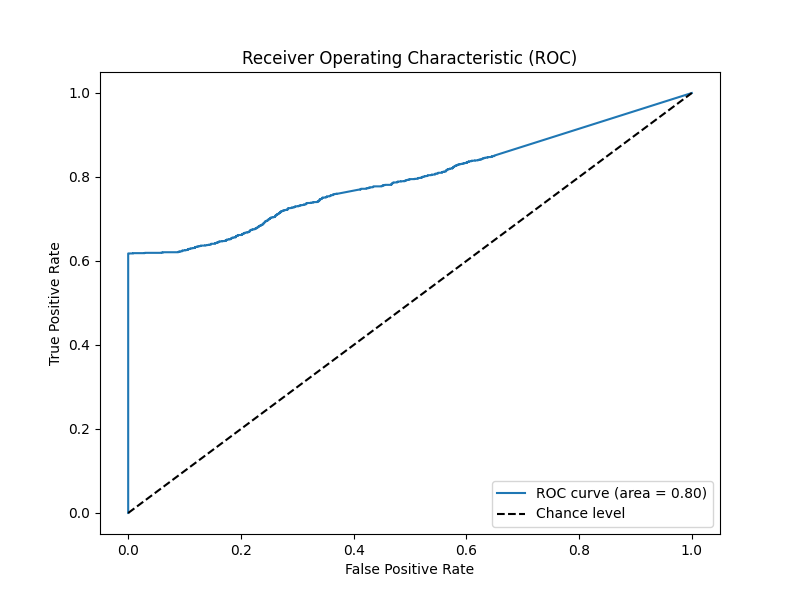 Receiver Operating Characteristic (ROC)
True Positive Rate
1.0
0.8
0.6
0.4
0.2
0.0
0.0 0.2 0.4 0.6 0.8 1.0
False Positive Rate
ROC curve (area = 0.80)
Chance level